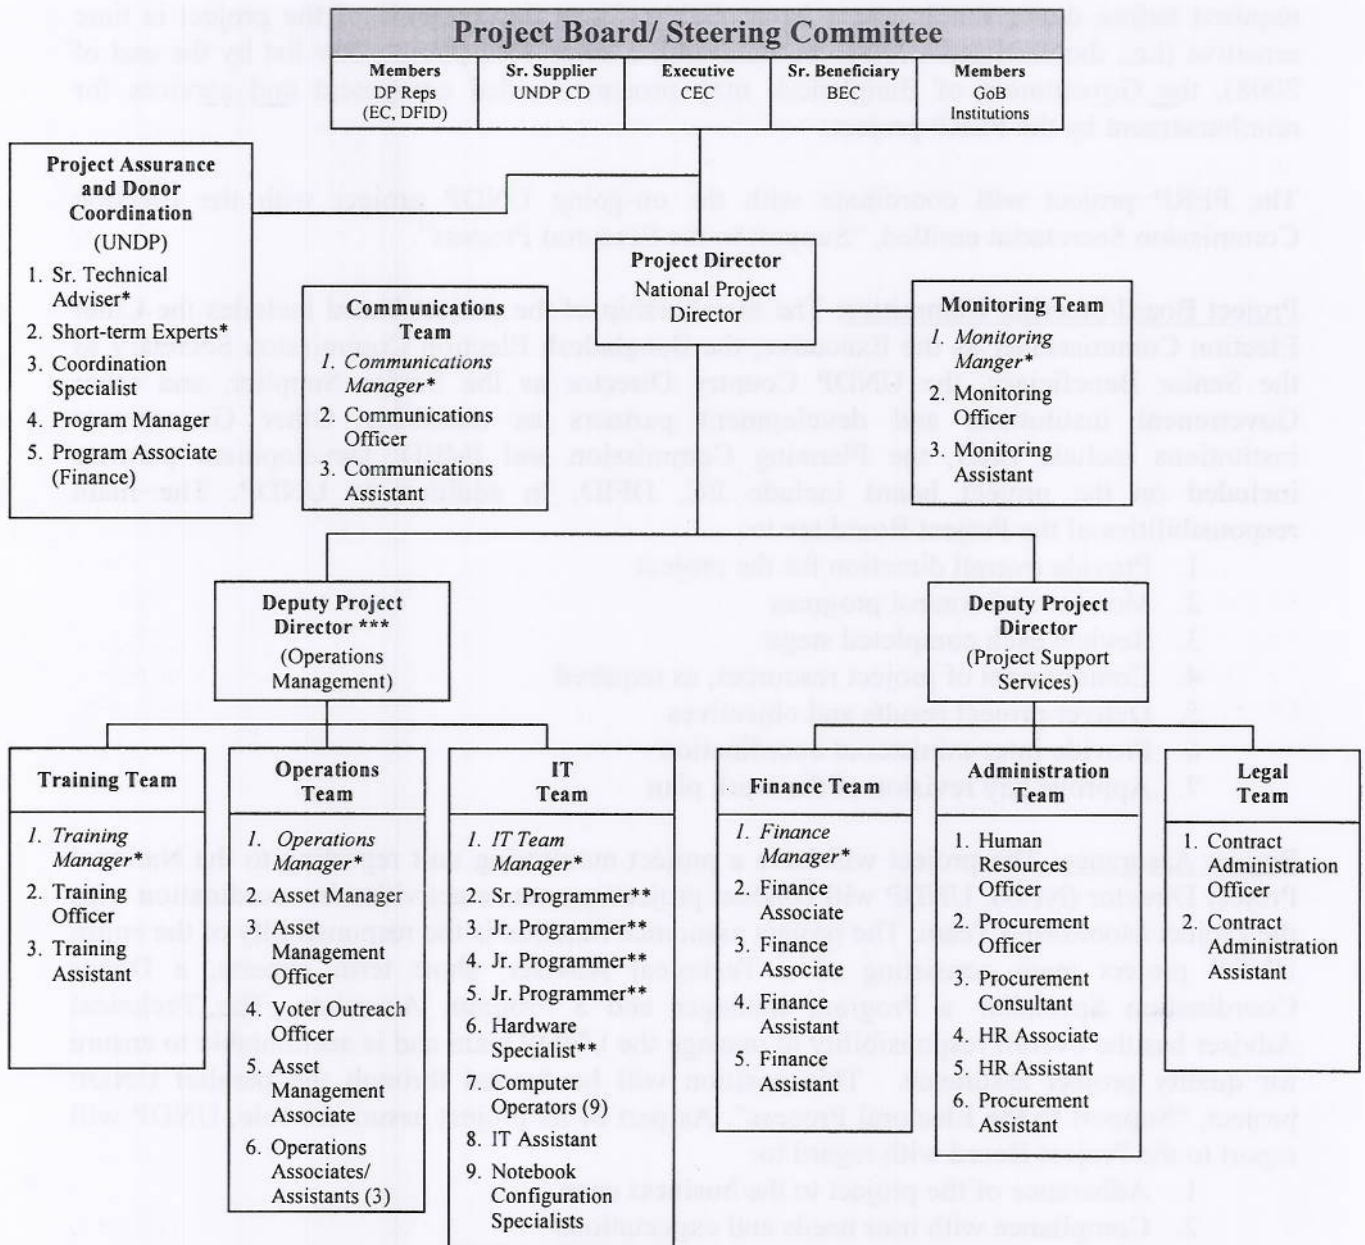 Project Board/ Steering Committee
Members
DP Reps
(EC, DFID)
Sr. Supplier
UNDP CD
Executive
CEC
Sr. Beneficiary
BEC
Members
GoB
Institutions
Project Assurance
and Donor
Coordination
(UNDP)
1. Sr. Technical
Adviser*
2. Short-term Experts*
3. Coordination
Specialist
4. Program Manager
5. Program Associate
(Finance)
Communications
Team
1. Communications
Manager*
2. Communications
Officer
3. Communications
Assistant
Project Director
National Project
Director
Monitoring Team
1. Monitoring
Manger*
2. Monitoring
Officer
3. Monitoring
Assistant
Deputy Project
Director ***
(Operations
Management)
Deputy Project
Director
(Project Support
Services)
Training Team
1. Training
Manager*
2. Training
Officer
3. Training
Assistant
Operations
Team
1. Operations
Manager*
2. Asset Manager
3. Asset
Management
Officer
4. Voter Outreach
Officer
5. Asset
Management
Associate
6. Operations
Associates/
Assistants (3)
IT
Team
1. IT Team
Manager*
2. Sr. Programmer**
3. Jr. Programmer**
4. Jr. Programmer**
5. Jr. Programmer**
6. Hardware
Specialist**
7. Computer
Operators (9)
8. IT Assistant
9. Notebook
Configuration
Specialists
Finance Team
1. Finance
Manager*
2. Finance
Associate
3. Finance
Associate
4. Finance
Assistant
5. Finance
Assistant
Administration
Team
1. Human
Resources
Officer
2. Procurement
Officer
3. Procurement
Consultant
4. HR Associate
5. HR Assistant
6. Procurement
Assistant
Legal
Team
1. Contract
Administration
Officer
2. Contract
Administration
Assistant